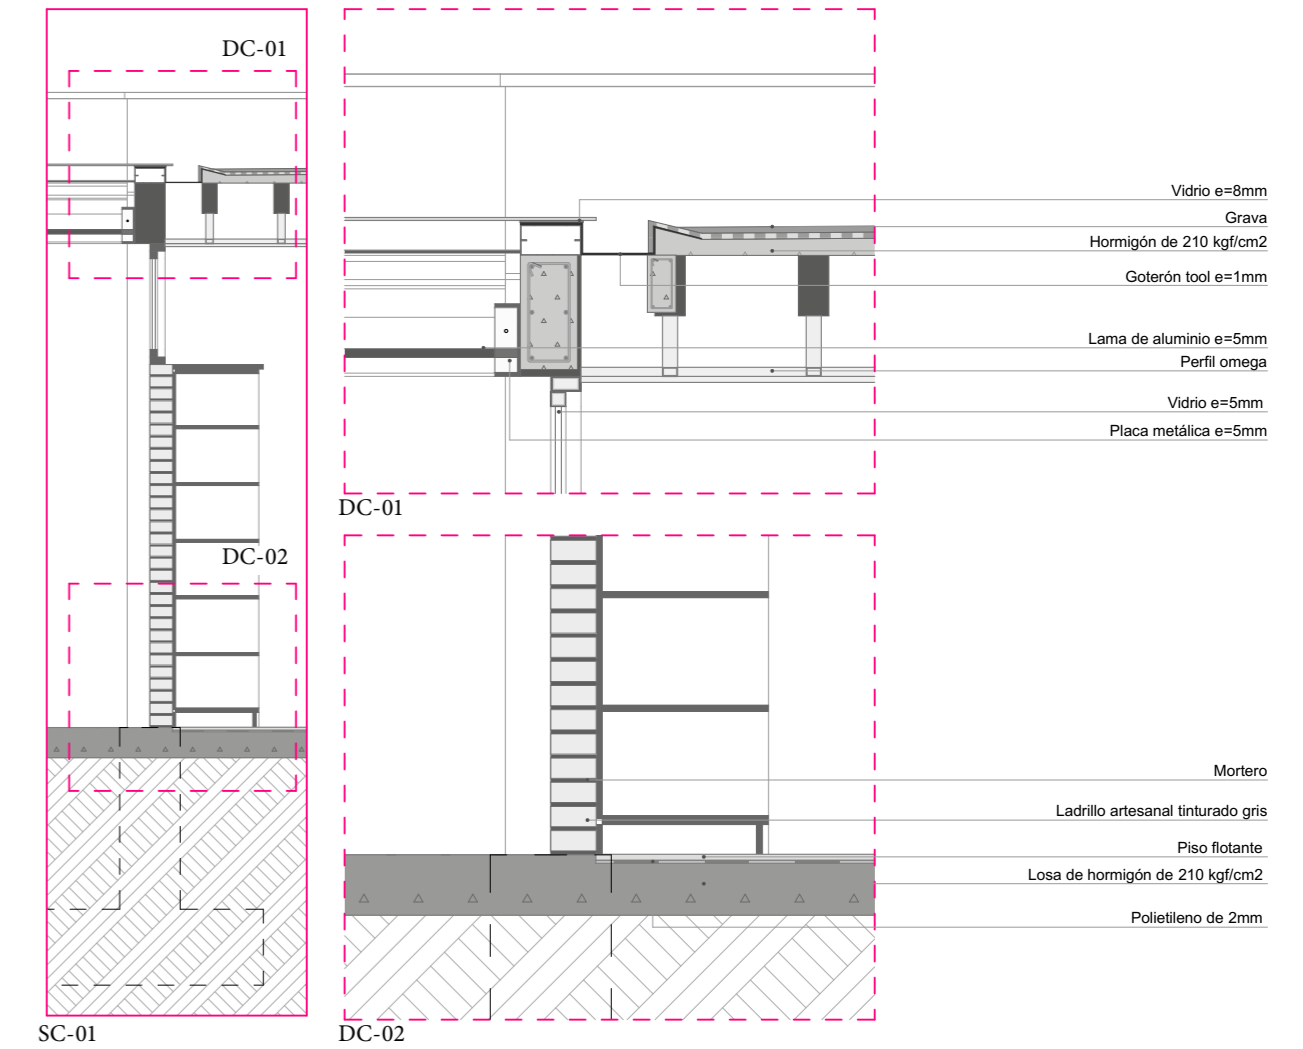 DC-01
DC-02
SC-01
Vidrio e=8mm
Grava
Hormigón de 210 kgf/cm2
Goterón tool e=1mm
Lama de aluminio e=5mm
Perfil omega
Vidrio e=5mm
Placa metálica e=5mm
DC-01
Mortero
Ladrillo artesanal tinturado gris
Piso flotante
Losa de hormigón de 210 kgf/cm2
Polietileno de 2mm
DC-02